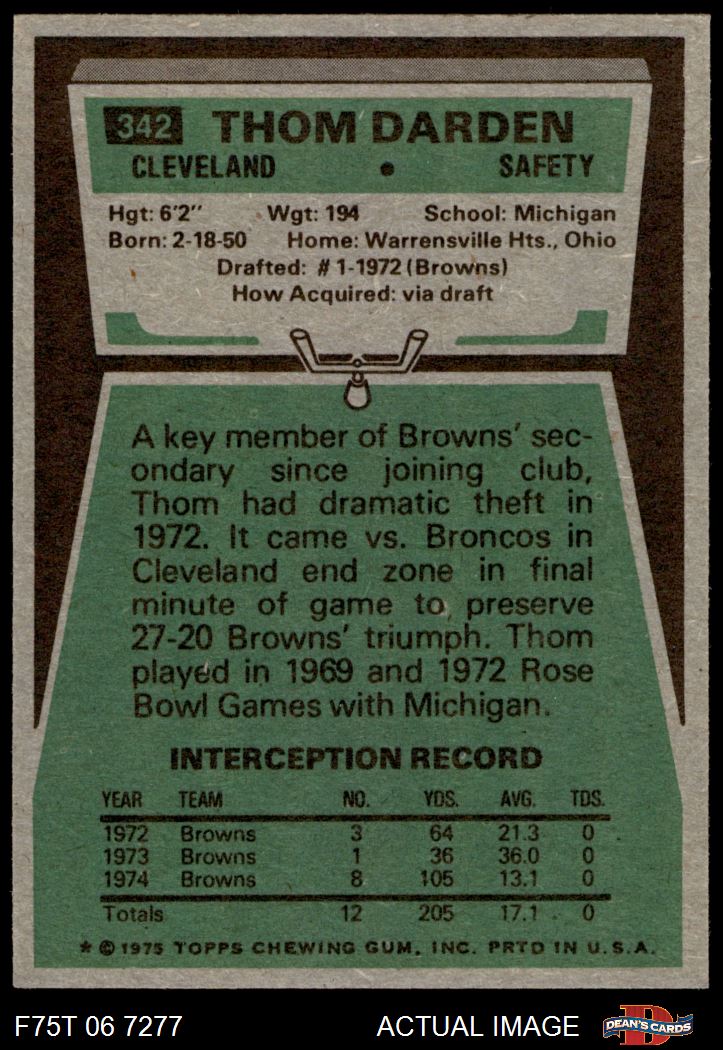 342 THOM DARDEN
CLEVELAND • SAFETY
Hgt: 6'2" Wgt: 194 School: Michigan
Born: 2-18-50 Home: Warrensville Hts., Ohio
Drafted: #1-1972 (Browns)
How Acquired: via draft
A key member of Browns' sec-
ondary since joining club,
Thom had dramatic theft in
1972. It came vs. Broncos in
Cleveland end zone in final
minute of game to preserve
27-20 Browns' triumph. Thom
played in 1969 and 1972 Rose
Bowl Games with Michigan.
INTERCEPTION RECORD
YEAR TEAM NO. YDS. AVG. TDS.
1972 Browns 3 64 21.3 0
1973 Browns 1 36 36.0 0
1974 Browns 8 105 13.1 0
Totals 12 205 17.1 0
* © 1975 TOPPS CHEWING GUM, INC. PRTD IN U.S.A.
F75T 06 7277 ACTUAL IMAGE D DEAN'S CARDS